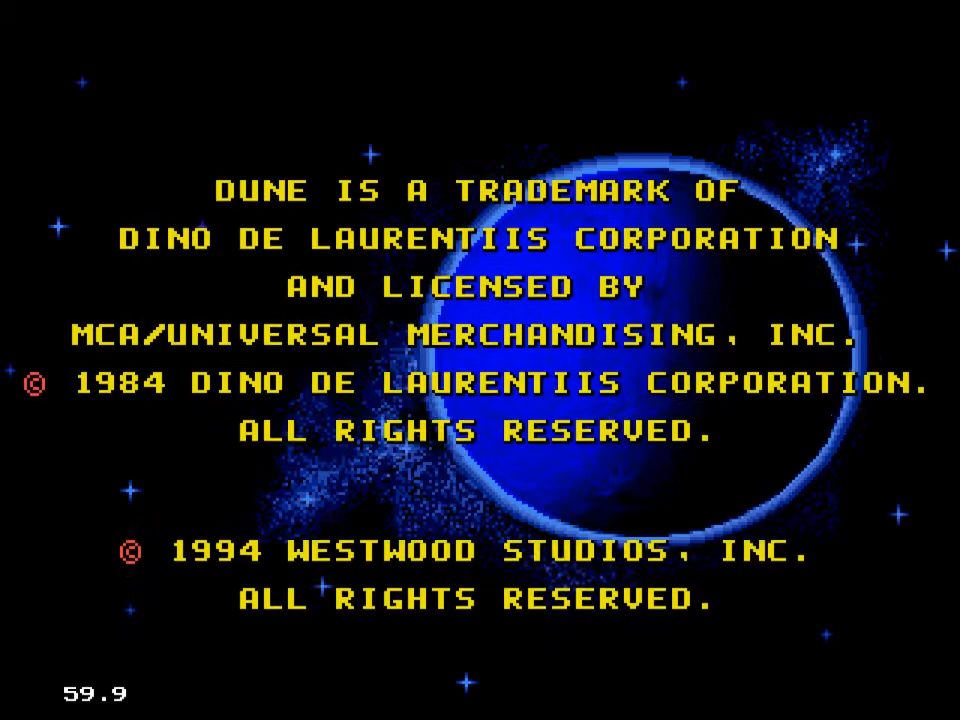 DUNE IS A TRADEMARK OF
DINO DE LAURENTIIS CORPORATION
AND LICENSED BY
MCA/UNIVERSAL MERCHANDISING, INC.
© 1984 DINO DE LAURENTIIS CORPORATION.
ALL RIGHTS RESERVED.
© 1994 WESTWOOD STUDIOS, INC.
ALL RIGHTS RESERVED.
59.9